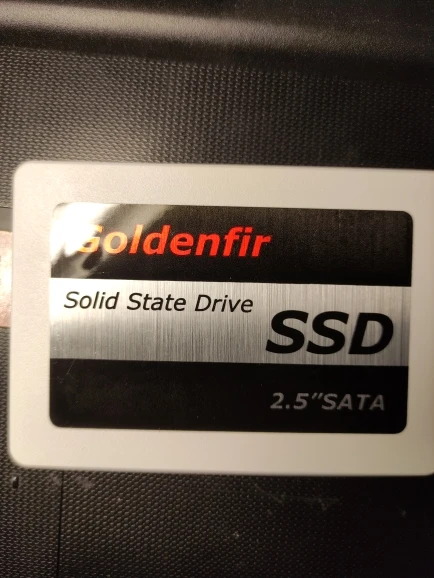 Goldenfir
Solid State Drive
SSD
2.5"SATA